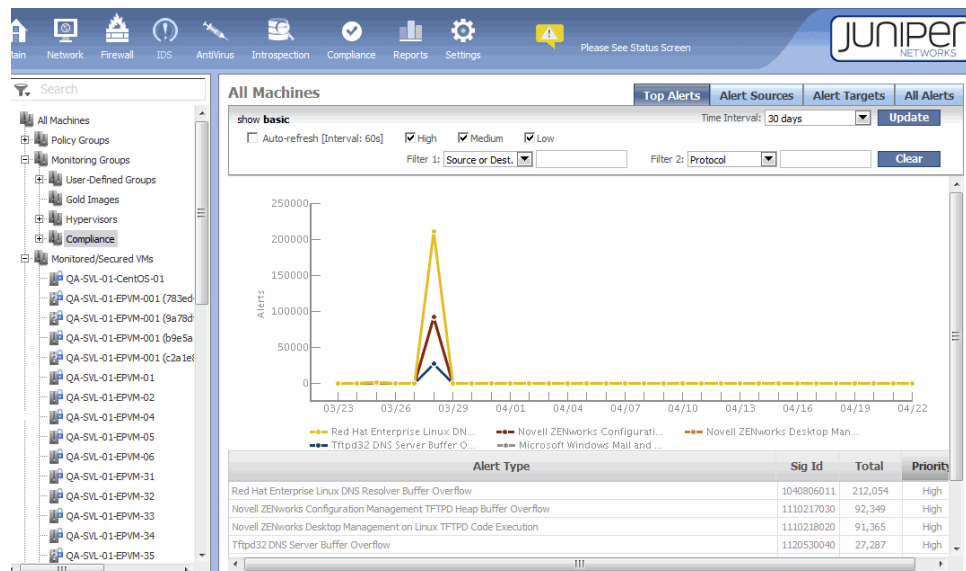 Main Network Firewall IDS AntiVirus Introspection Compliance Reports Settings
Please See Status Screen
JUNIPER
NETWORKS
Search
All Machines
Policy Groups
Monitoring Groups
User-Defined Groups
Gold Images
Hypervisors
Compliance
Monitored/Secured VMs
QA-SVL-01-CentOS-01
QA-SVL-01-EPVM-001 (783ed
QA-SVL-01-EPVM-001 (9a78d
QA-SVL-01-EPVM-001 (b9e5a
QA-SVL-01-EPVM-001 (c2a1e8
QA-SVL-01-EPVM-01
QA-SVL-01-EPVM-02
QA-SVL-01-EPVM-04
QA-SVL-01-EPVM-05
QA-SVL-01-EPVM-06
QA-SVL-01-EPVM-31
QA-SVL-01-EPVM-32
QA-SVL-01-EPVM-33
QA-SVL-01-EPVM-34
QA-SVL-01-EPVM-35
All Machines
Top Alerts Alert Sources Alert Targets All Alerts
show basic
Time Interval: 30 days Update
Auto-refresh [Interval: 60s] High Medium Low
Filter 1: Source or Dest. Filter 2: Protocol Clear
250000
200000
150000
100000
50000
0
Alerts
03/23 03/26 03/29 04/01 04/04 04/07 04/10 04/13 04/16 04/19 04/22
Red Hat Enterprise Linux DN... Novell ZENworks Configurati... Novell ZENworks Desktop Man...
Tftpd32 DNS Server Buffer O... Microsoft Windows Mail and ...
Alert Type Sig Id Total Priority
Red Hat Enterprise Linux DNS Resolver Buffer Overflow 1040806011 212,054 High
Novell ZENworks Configuration Management TFTPD Heap Buffer Overflow 1110217030 92,349 High
Novell ZENworks Desktop Management on Linux TFTPD Code Execution 1110218020 91,365 High
Tftpd32 DNS Server Buffer Overflow 1120530040 27,287 High